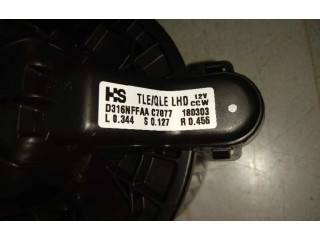 HS TLE/QLE LHD 12V CCW
D316NFFAA C7077 180303
L 0.344 S 0.127 R 0.456